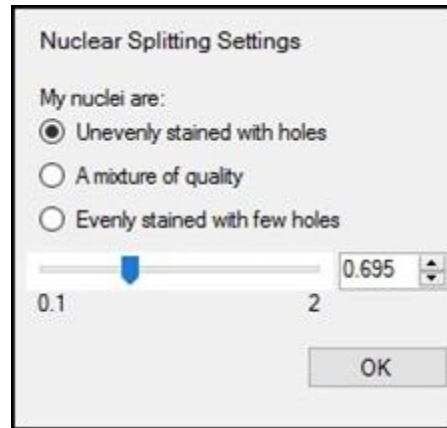 Nuclear Splitting Settings
My nuclei are:
Unevenly stained with holes
A mixture of quality
Evenly stained with few holes
0.695
0.1 2
OK